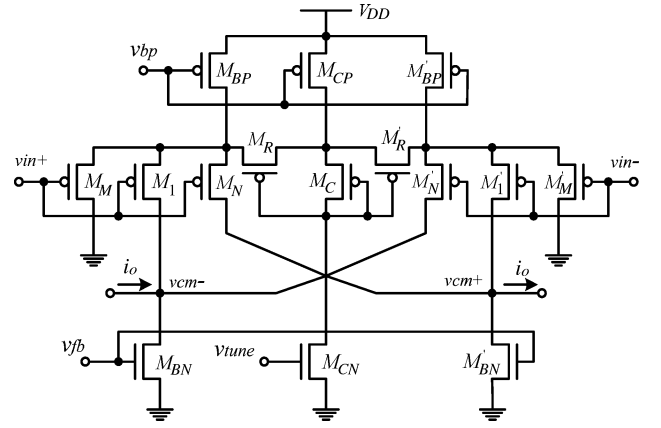 VDD
vbp
MBP
MCP
M'BP
MR
M'R
vin+
vin-
MM
M1
MN
MC
M'N
M'1
M'M
io
vcm-
vcm+
io
vfb
vtune
MBN
MCN
M'BN